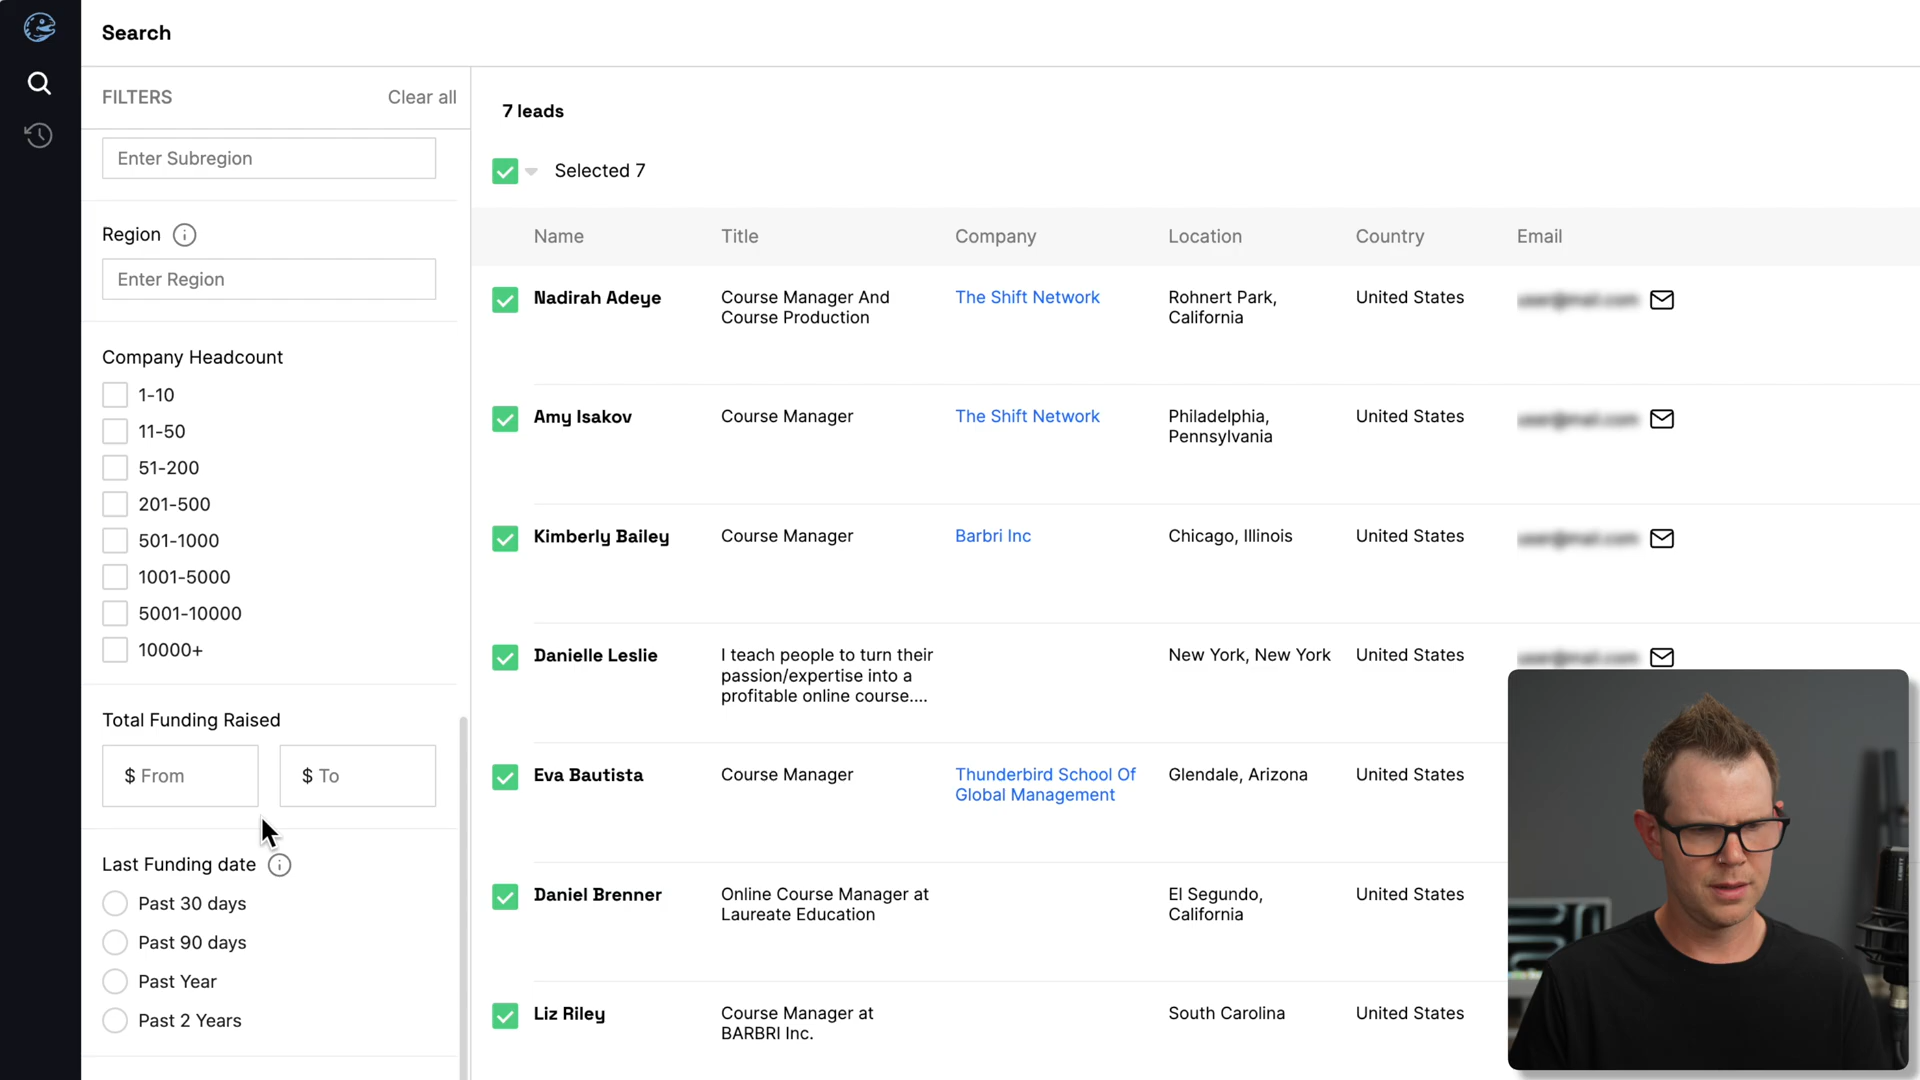 Search
FILTERS
Clear all
Enter Subregion
Region
Enter Region
Company Headcount
1-10
11-50
51-200
201-500
501-1000
1001-5000
5001-10000
10000+
Total Funding Raised
$ From
$ To
Last Funding date
Past 30 days
Past 90 days
Past Year
Past 2 Years
7 leads
Selected 7
Name Title Company Location Country Email
Nadirah Adeye
Course Manager And
Course Production
The Shift Network
Rohnert Park,
California
United States
Amy Isakov
Course Manager
The Shift Network
Philadelphia,
Pennsylvania
United States
Kimberly Bailey
Course Manager
Barbri Inc
Chicago, Illinois
United States
Danielle Leslie
I teach people to turn their
passion/expertise into a
profitable online course....
New York, New York
United States
Eva Bautista
Course Manager
Thunderbird School Of
Global Management
Glendale, Arizona
United States
Daniel Brenner
Online Course Manager at
Laureate Education
El Segundo,
California
United States
Liz Riley
Course Manager at
BARBRI Inc.
South Carolina
United States